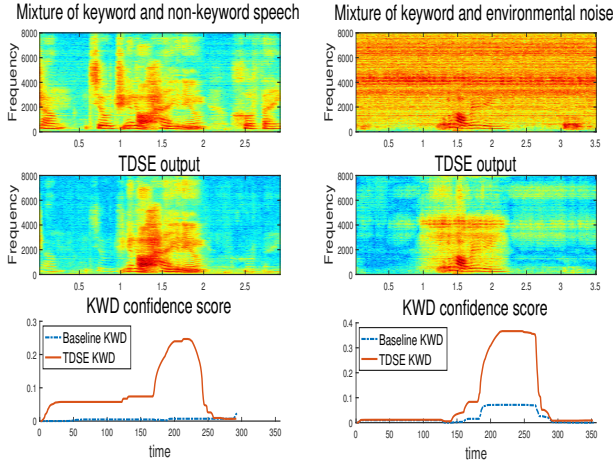 Mixture of keyword and non-keyword speech
Frequency
8000
6000
4000
2000
0
0.5 1 1.5 2 2.5
TDSE output
Frequency
8000
6000
4000
2000
0
0.5 1 1.5 2 2.5
KWD confidence score
0.3
0.2
0.1
0
Baseline KWD
TDSE KWD
0 50 100 150 200 250 300 350
time
Mixture of keyword and environmental noise
Frequency
8000
6000
4000
2000
0
0.5 1 1.5 2 2.5 3 3.5
TDSE output
Frequency
8000
6000
4000
2000
0
0.5 1 1.5 2 2.5 3 3.5
KWD confidence score
0.4
0.3
0.2
0.1
0
Baseline KWD
TDSE KWD
0 50 100 150 200 250 300 350
time